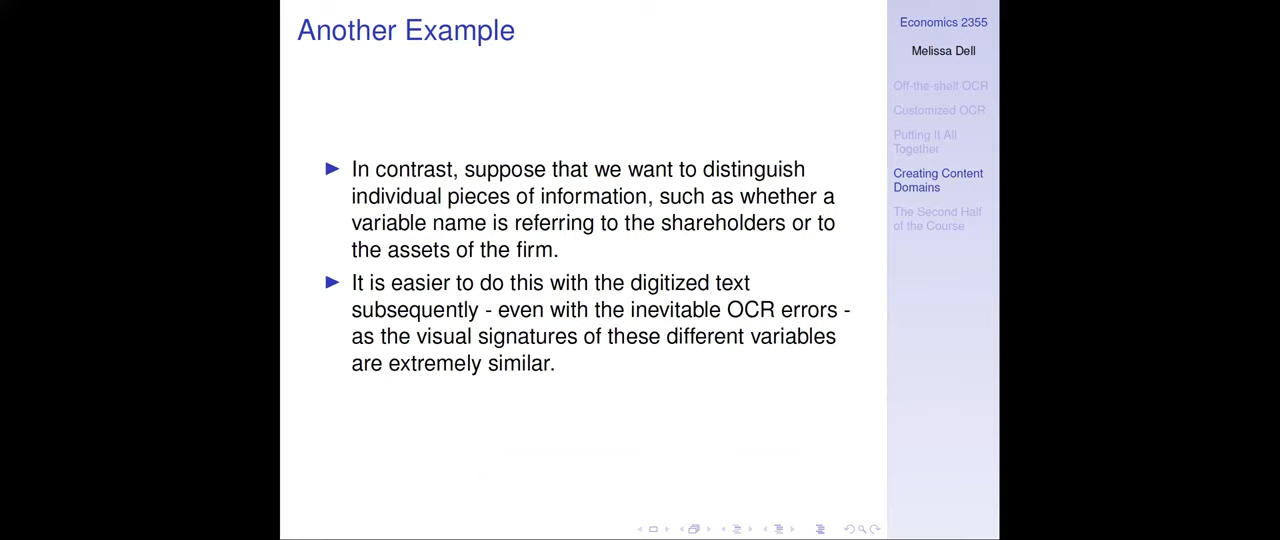 Another Example
In contrast, suppose that we want to distinguish
individual pieces of information, such as whether a
variable name is referring to the shareholders or to
the assets of the firm.
It is easier to do this with the digitized text
subsequently - even with the inevitable OCR errors -
as the visual signatures of these different variables
are extremely similar.
Economics 2355
Melissa Dell
Off-the-shelf OCR
Customized OCR
Putting It All
Together
Creating Content
Domains
The Second Half
of the Course